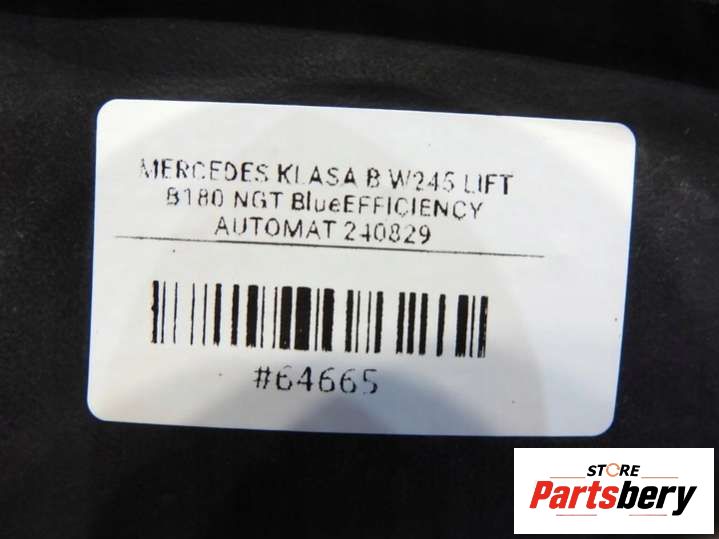 MERCEDES KLASA B W245 LIFT
B180 NGT BlueEFFICIENCY
AUTOMAT 240829
#64665
STORE
Partsbery